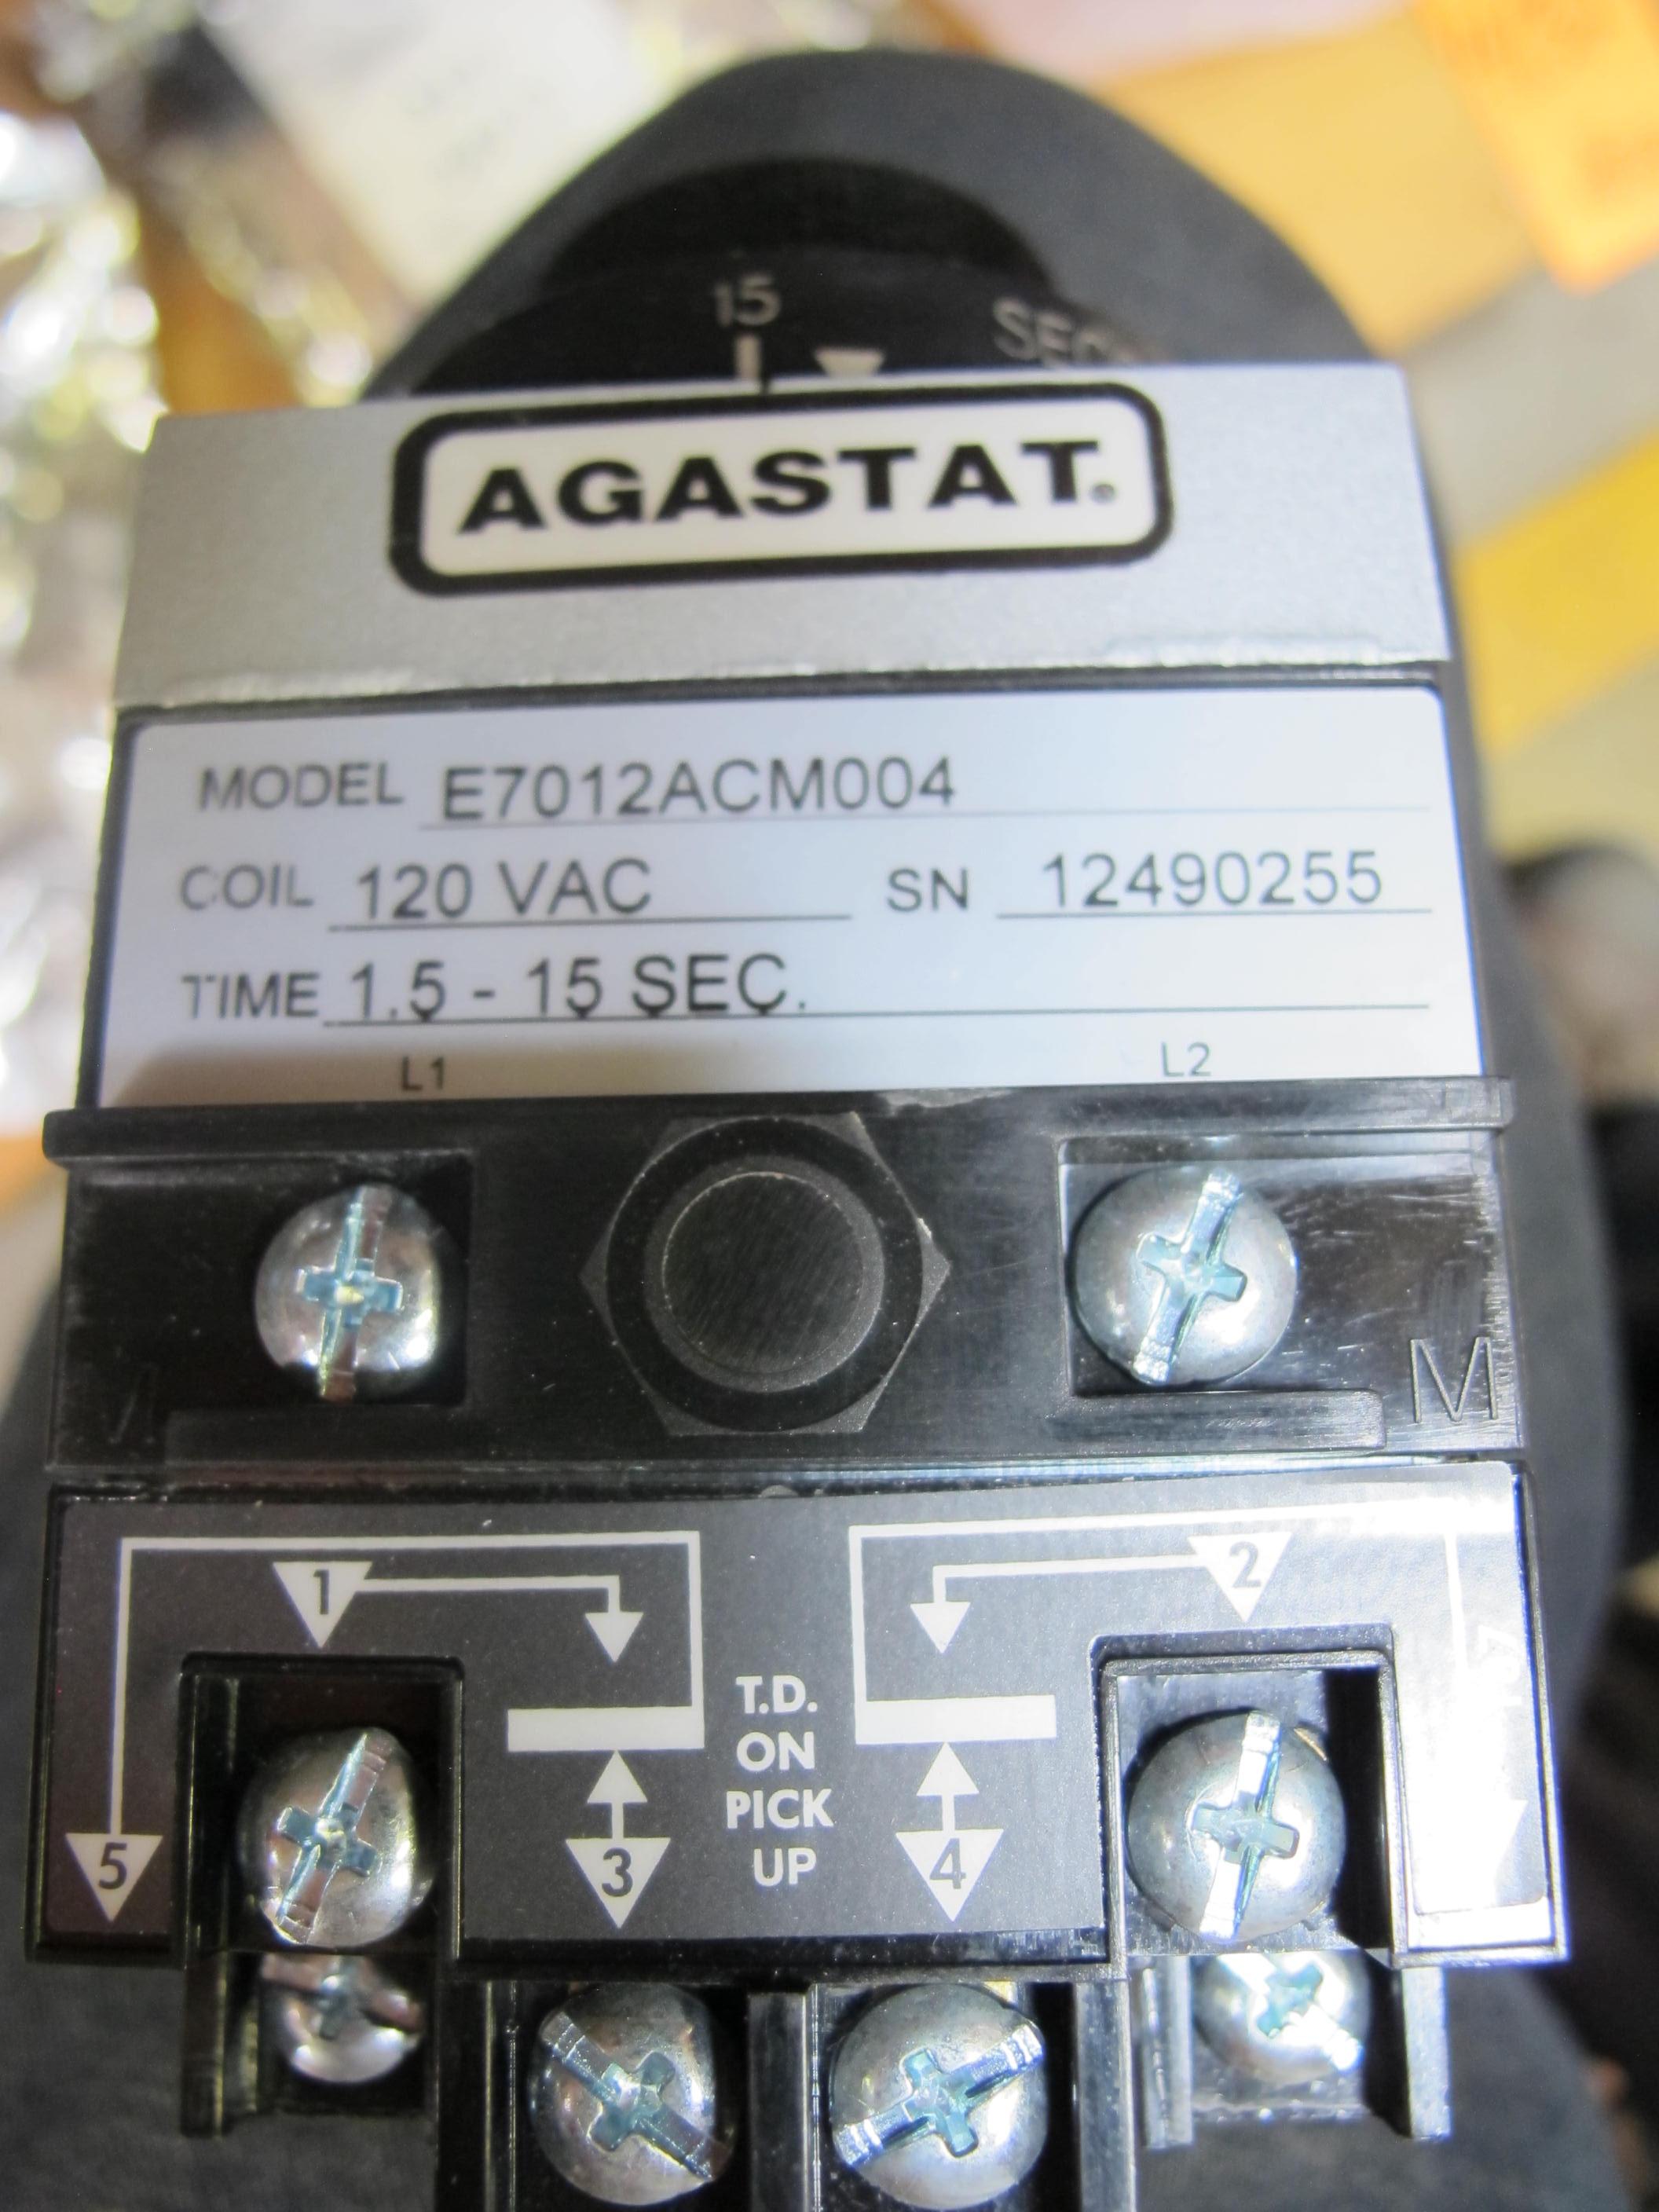 15 SEC
AGASTAT®
MODEL E7012ACM004
COIL 120 VAC SN 12490255
TIME 1.5 - 15 SEC.
L1 L2
M
1 2
T.D.
ON
PICK
UP
5 3 4